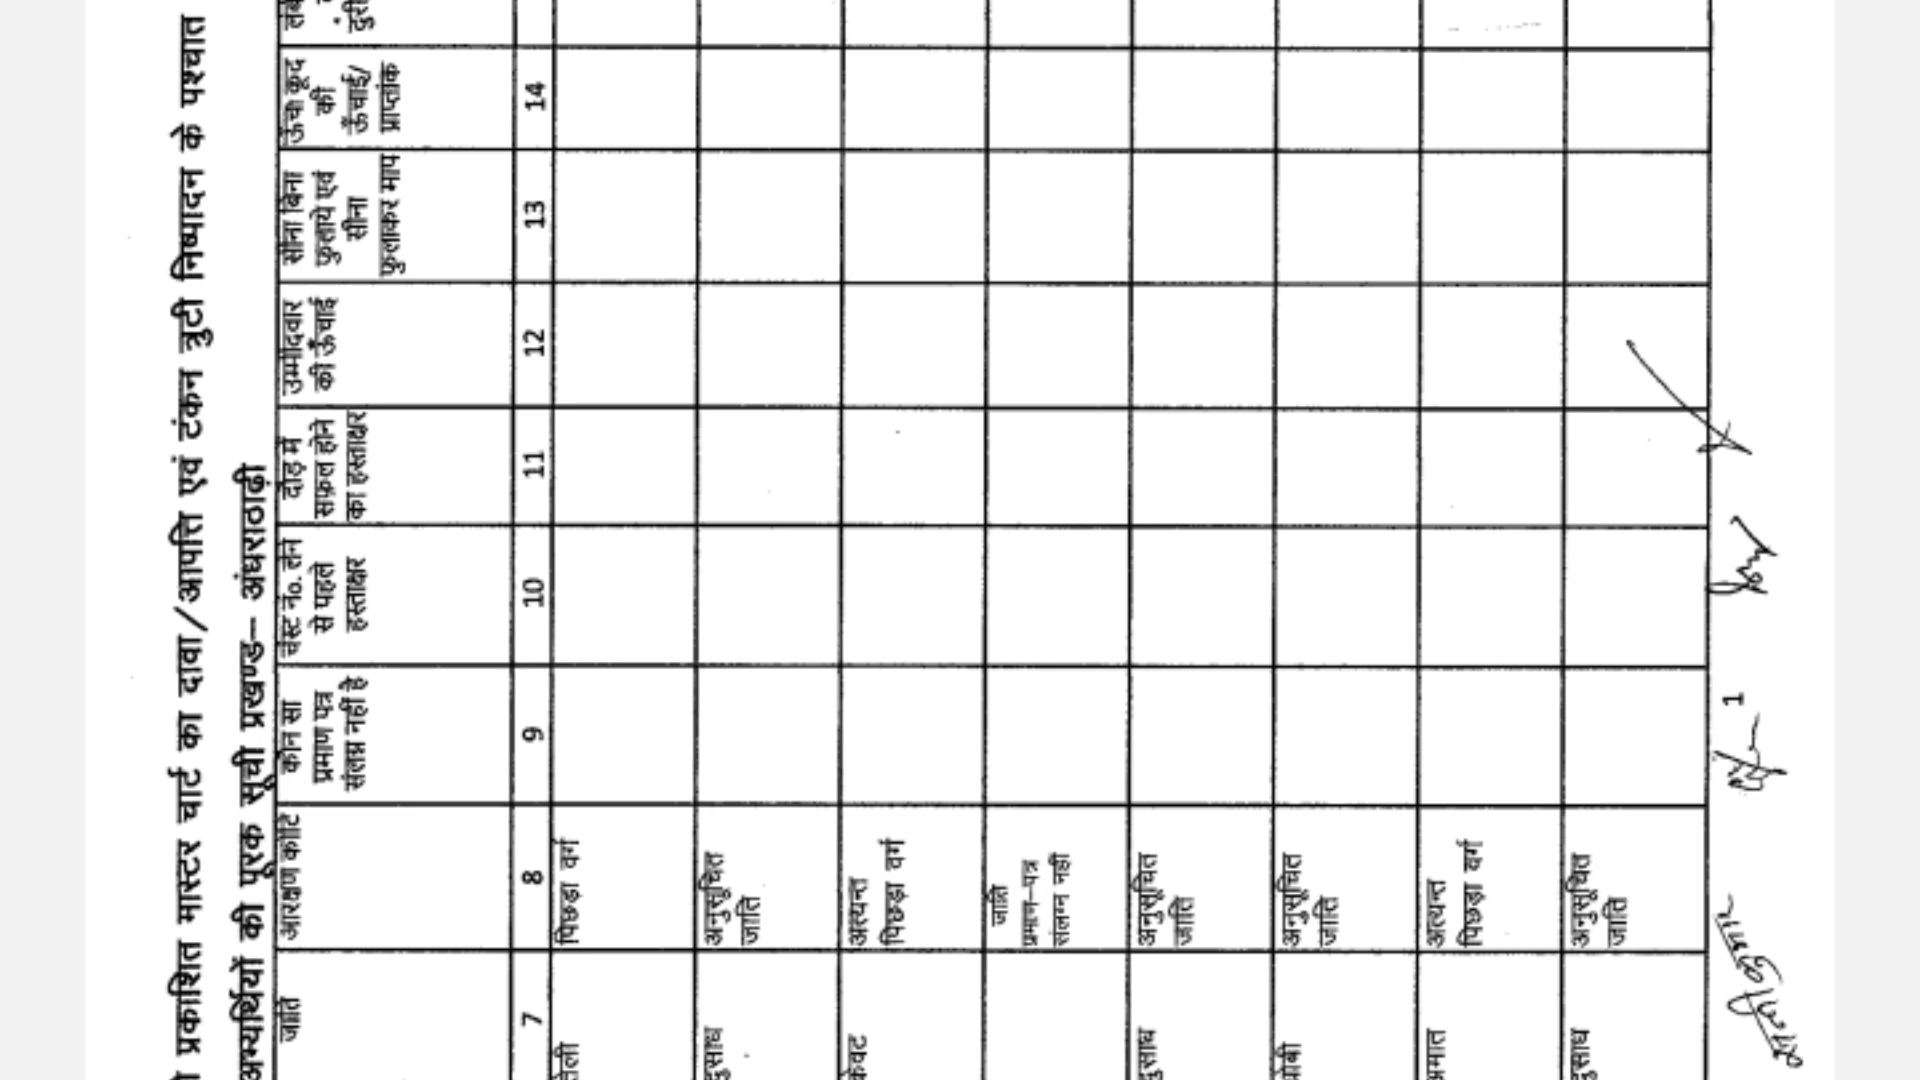 प्रकाशित मास्टर चार्ट का दावा/आपत्ति एवं टंकन त्रुटी निष्पादन के पश्चात
अभ्यर्थियों की पूरक सूची प्रखण्ड– अंधराठाढ़ी
जाति
आरक्षण कोटि
कौन सा
प्रमाण पत्र
संलग्न नहीं है
चेस्ट नं. लेने
से पहले
हस्ताक्षर
दौड़ में
सफल होने
का हस्ताक्षर
उम्मीदवार
की ऊँचाई
सीना बिना
फुलाये एवं
सीना
फुलाकर माप
ऊँचा कूद
की
ऊँचाई/
प्राप्तांक
7 8 9 10 11 12 13 14
तेली
पिछड़ा वर्ग
दुसाध
अनुसूचित
जाति
केवट
अत्यन्त
पिछड़ा वर्ग
जाति
प्रमाण–पत्र
संलग्न नहीं
दुसाध
अनुसूचित
जाति
धोबी
अनुसूचित
जाति
अमात
अत्यन्त
पिछड़ा वर्ग
दुसाध
अनुसूचित
जाति
1